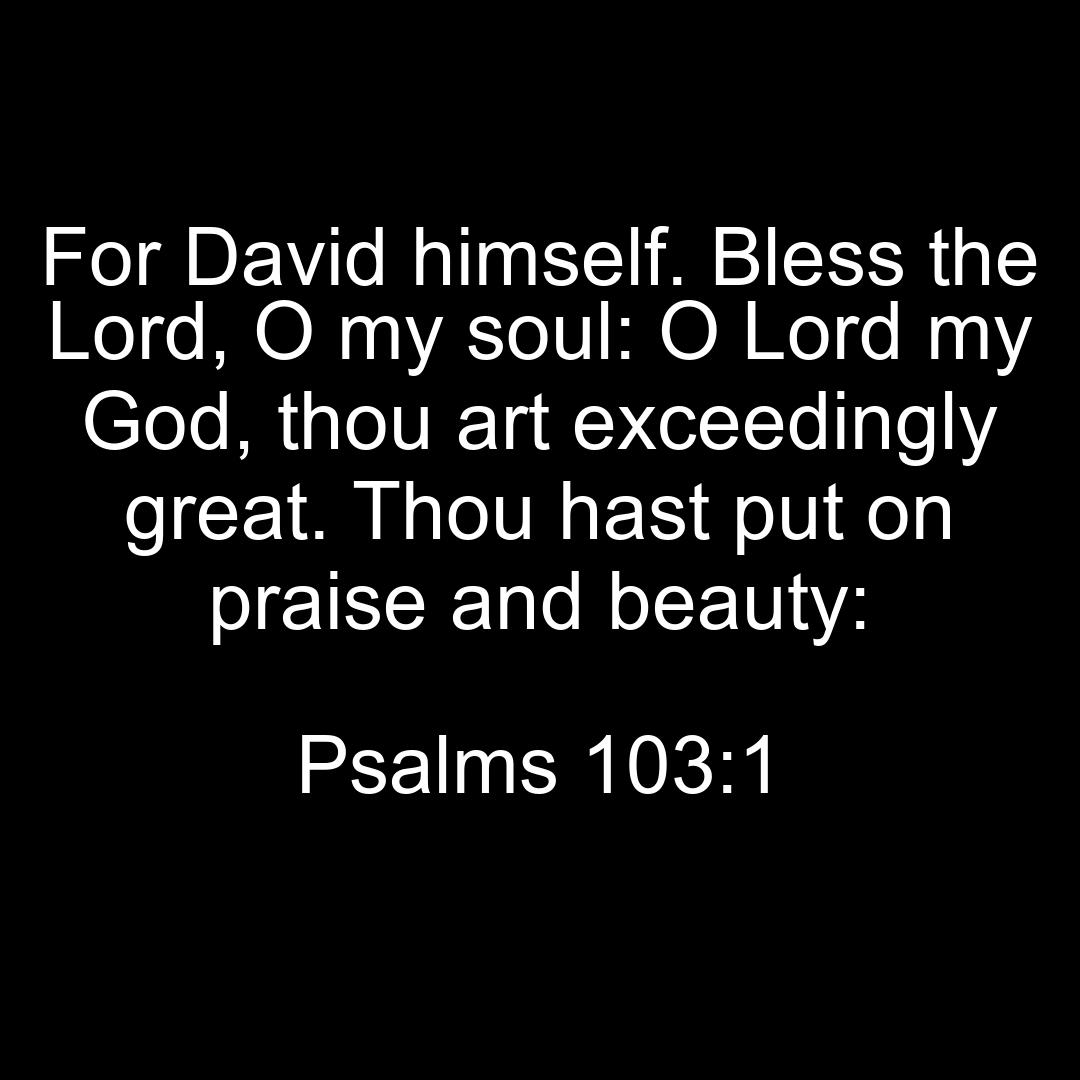 For David himself. Bless the
Lord, O my soul: O Lord my
God, thou art exceedingly
great. Thou hast put on
praise and beauty:
Psalms 103:1